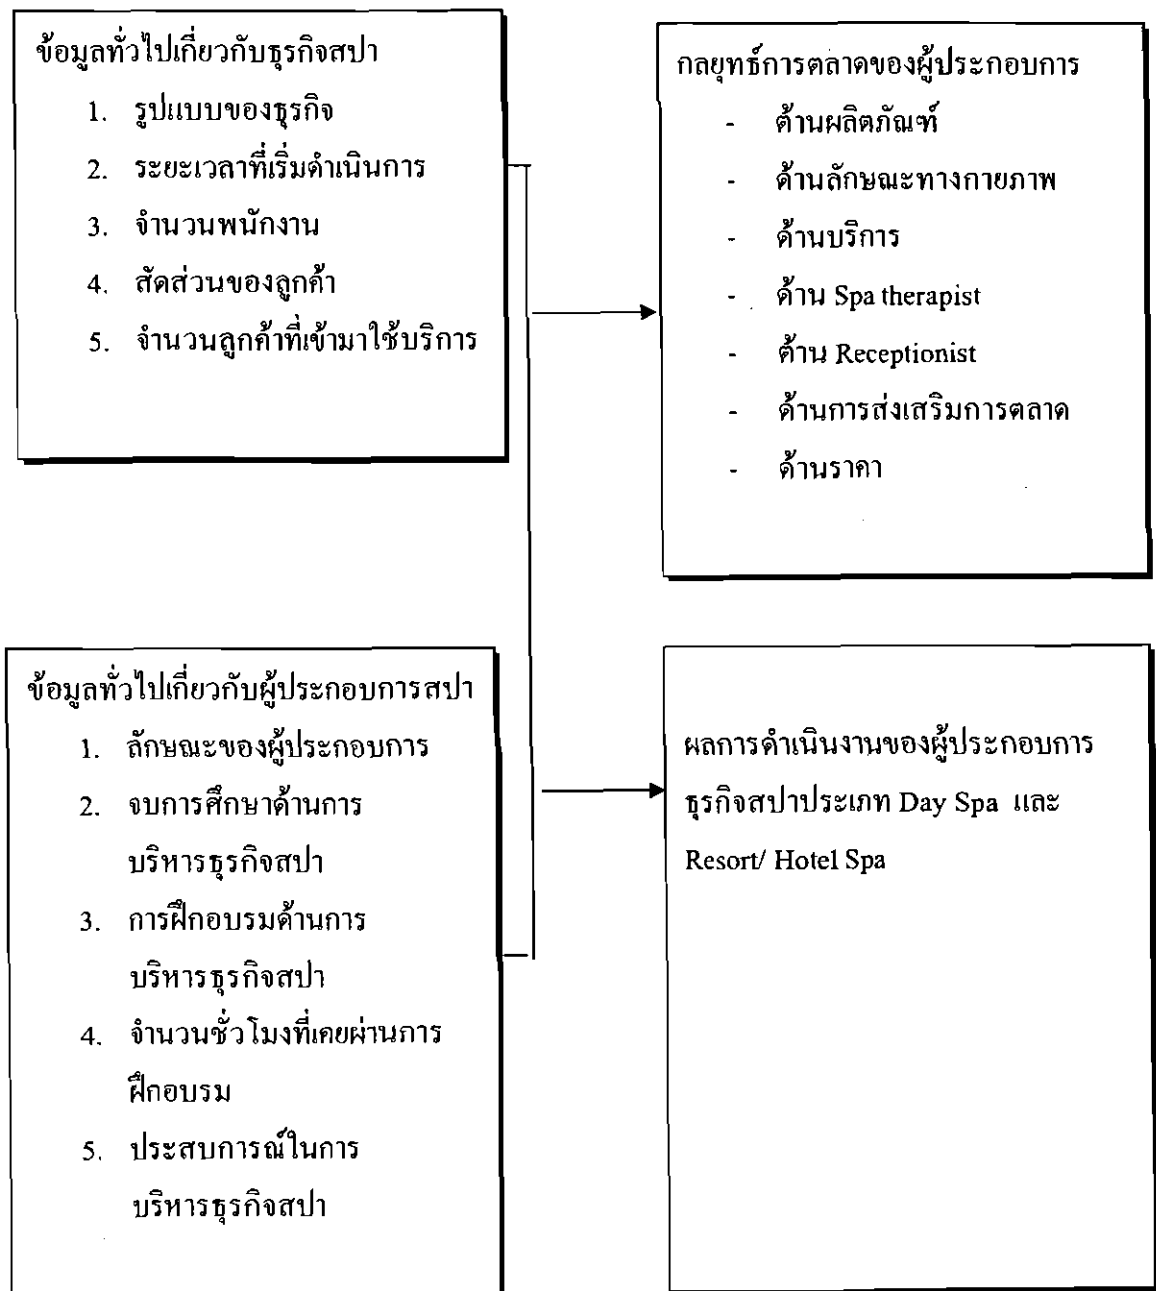 ข้อมูลทั่วไปเกี่ยวกับธุรกิจสปา
1. รูปแบบของธุรกิจ
2. ระยะเวลาที่เริ่มดำเนินการ
3. จำนวนพนักงาน
4. สัดส่วนของลูกค้า
5. จำนวนลูกค้าที่เข้ามาใช้บริการ
กลยุทธ์การตลาดของผู้ประกอบการ
- ด้านผลิตภัณฑ์
- ด้านลักษณะทางกายภาพ
- ด้านบริการ
- ด้าน Spa therapist
- ด้าน Receptionist
- ด้านการส่งเสริมการตลาด
- ด้านราคา
ข้อมูลทั่วไปเกี่ยวกับผู้ประกอบการสปา
1. ลักษณะของผู้ประกอบการ
2. จบการศึกษาด้านการ
บริหารธุรกิจสปา
3. การฝึกอบรมด้านการ
บริหารธุรกิจสปา
4. จำนวนชั่วโมงที่เคยผ่านการ
ฝึกอบรม
5. ประสบการณ์ในการ
บริหารธุรกิจสปา
ผลการดำเนินงานของผู้ประกอบการ
ธุรกิจสปาประเภท Day Spa และ
Resort/ Hotel Spa